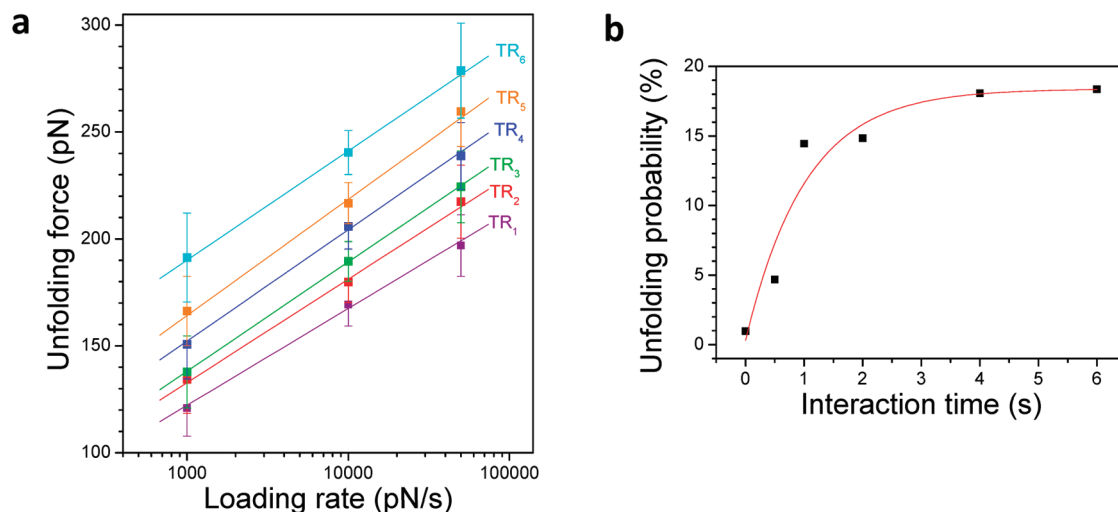 a
Unfolding force (pN)
300
250
200
150
100
TR6
TR5
TR4
TR3
TR2
TR1
1000
10000
100000
Loading rate (pN/s)
b
Unfolding probability (%)
20
15
10
5
0
0
1
2
3
4
5
6
Interaction time (s)